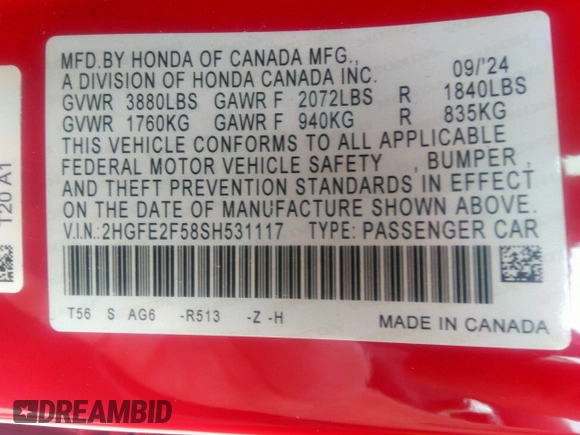 MFD.BY HONDA OF CANADA MFG.,
A DIVISION OF HONDA CANADA INC. 09/'24
GVWR 3880LBS GAWR F 2072LBS R 1840LBS
GVWR 1760KG GAWR F 940KG R 835KG
THIS VEHICLE CONFORMS TO ALL APPLICABLE
FEDERAL MOTOR VEHICLE SAFETY , BUMPER ,
AND THEFT PREVENTION STANDARDS IN EFFECT
ON THE DATE OF MANUFACTURE SHOWN ABOVE.
V.I.N.:2HGFE2F58SH531117 TYPE: PASSENGER CAR
T56 S AG6 -R513 -Z -H
MADE IN CANADA
T20 A1
DREAMBID